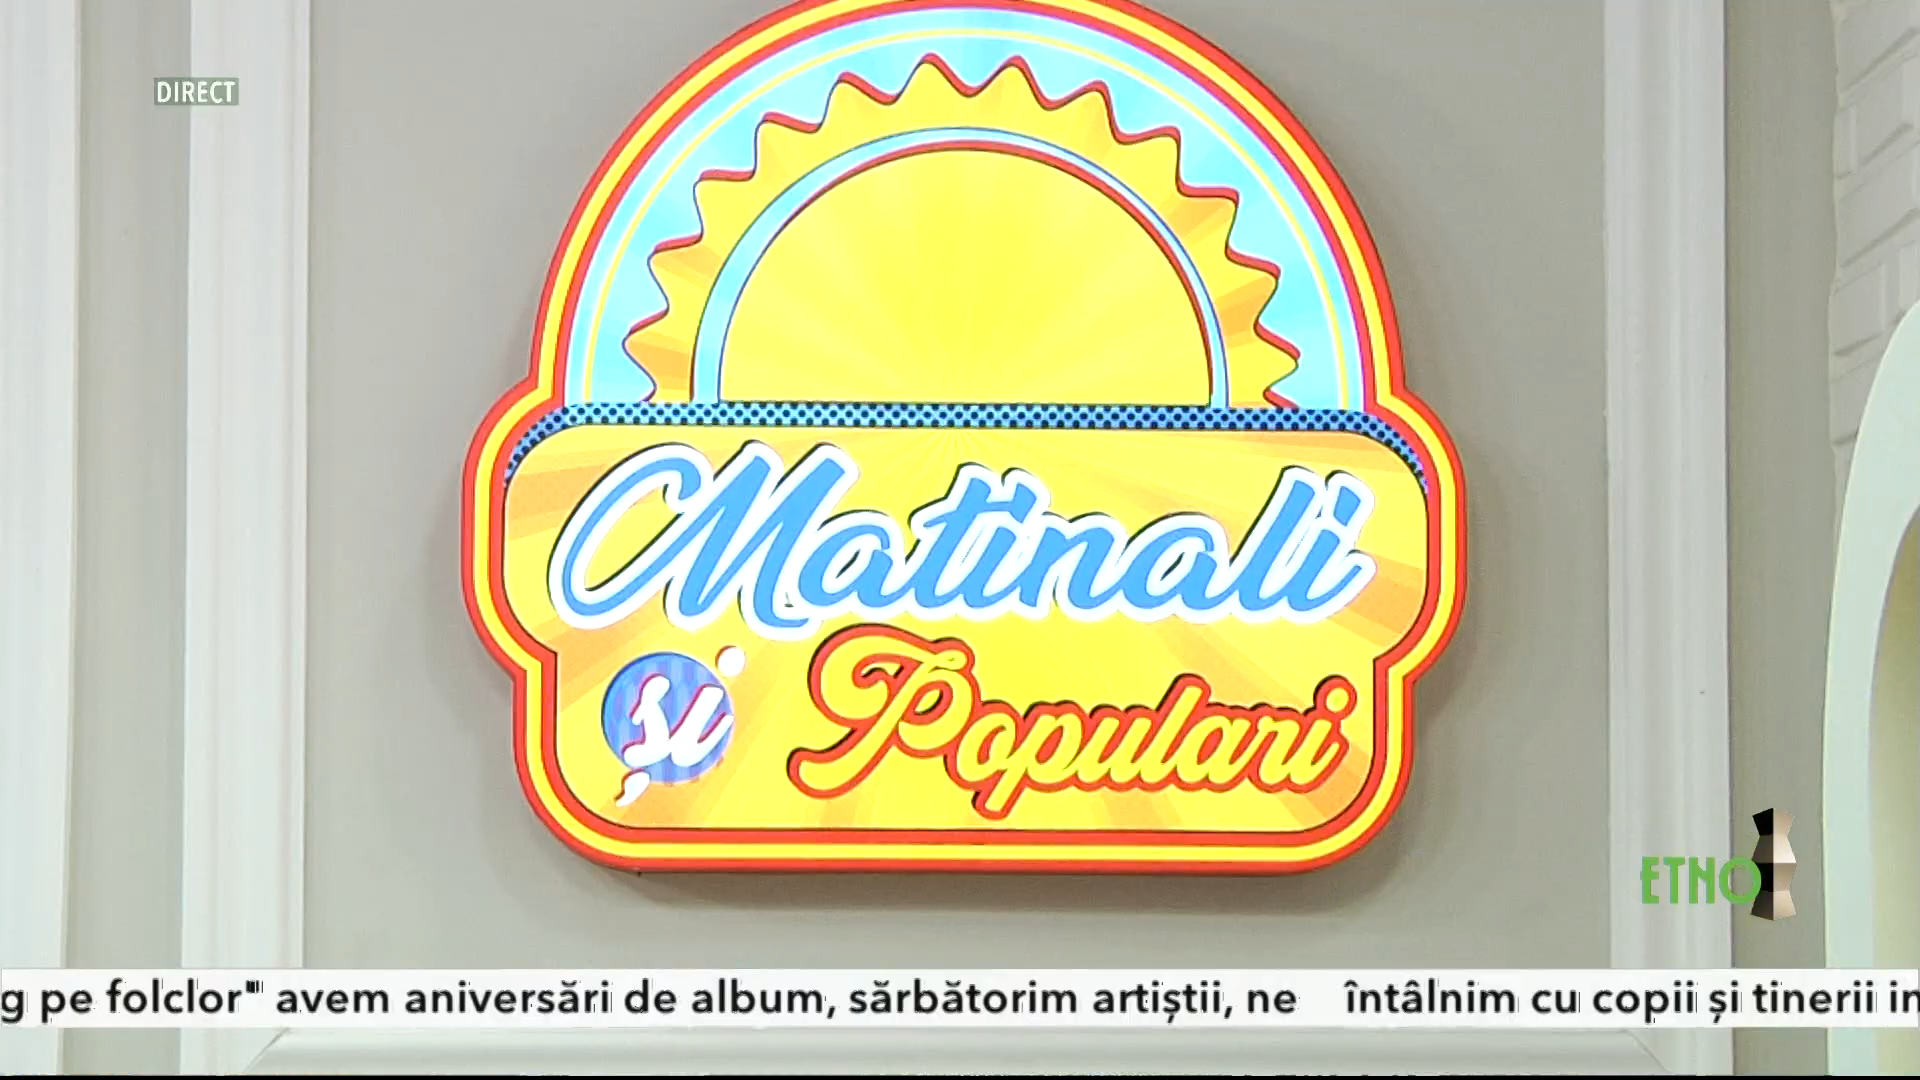 DIRECT
Matinali
și Populari
ETNO
pe folclor" avem aniversări de album, sărbătorim artiștii, ne întâlnim cu copii și tinerii